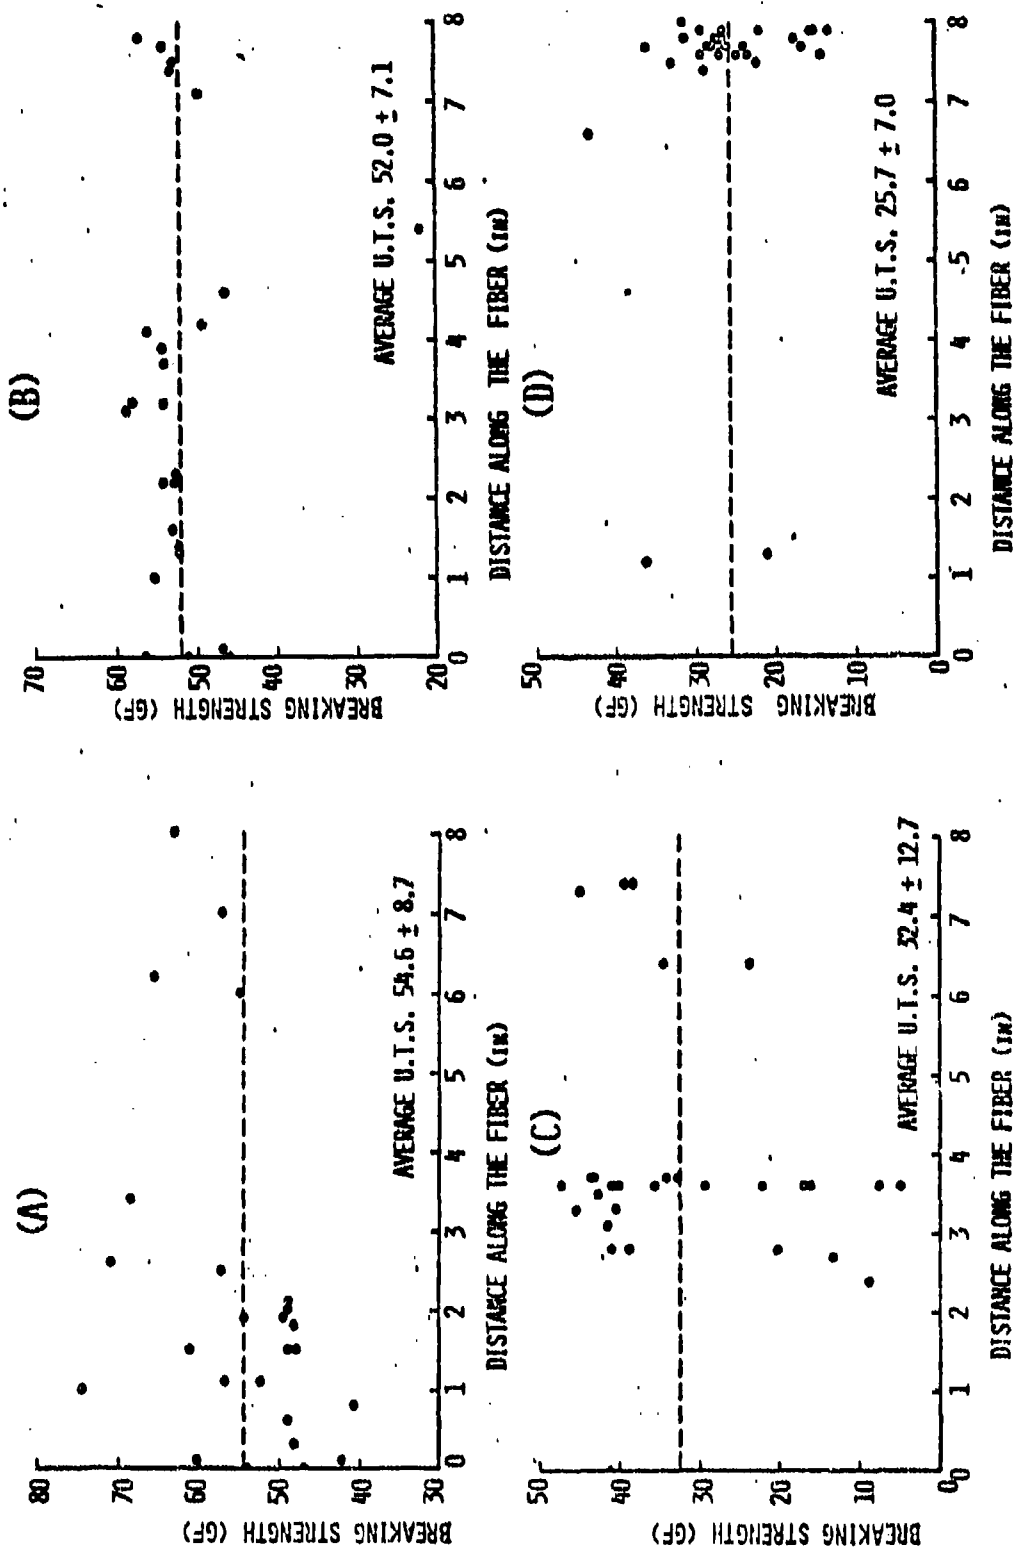 (A)
80
70
60
50
40
30
BREAKING STRENGTH (GF)
AVERAGE U.T.S. 54.6 ± 8.7
0 1 2 3 4 5 6 7 8
DISTANCE ALONG THE FIBER (IN)
(B)
70
60
50
40
30
20
BREAKING STRENGTH (GF)
AVERAGE U.T.S. 52.0 ± 7.1
0 1 2 3 4 5 6 7 8
DISTANCE ALONG THE FIBER (IN)
(C)
50
40
30
20
10
0
BREAKING STRENGTH (GF)
AVERAGE U.T.S. 32.4 ± 12.7
0 1 2 3 4 5 6 7 8
DISTANCE ALONG THE FIBER (IN)
(D)
50
40
30
20
10
0
BREAKING STRENGTH (GF)
AVERAGE U.T.S. 25.7 ± 7.0
0 1 2 3 4 5 6 7 8
DISTANCE ALONG THE FIBER (IN)